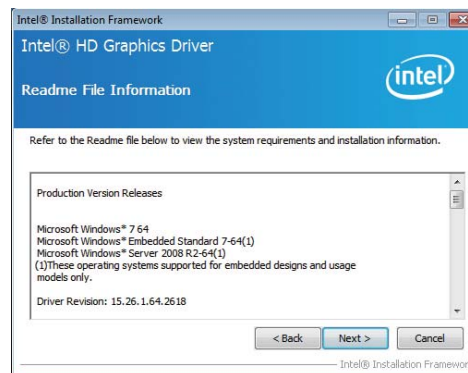 Intel® Installation Framework
Intel® HD Graphics Driver
Readme File Information
intel
Refer to the Readme file below to view the system requirements and installation information.
Production Version Releases
Microsoft Windows* 7 64
Microsoft Windows* Embedded Standard 7-64(1)
Microsoft Windows* Server 2008 R2-64(1)
(1)These operating systems supported for embedded designs and usage
models only.
Driver Revision: 15.26.1.64.2618
< Back Next > Cancel
Intel® Installation Framework